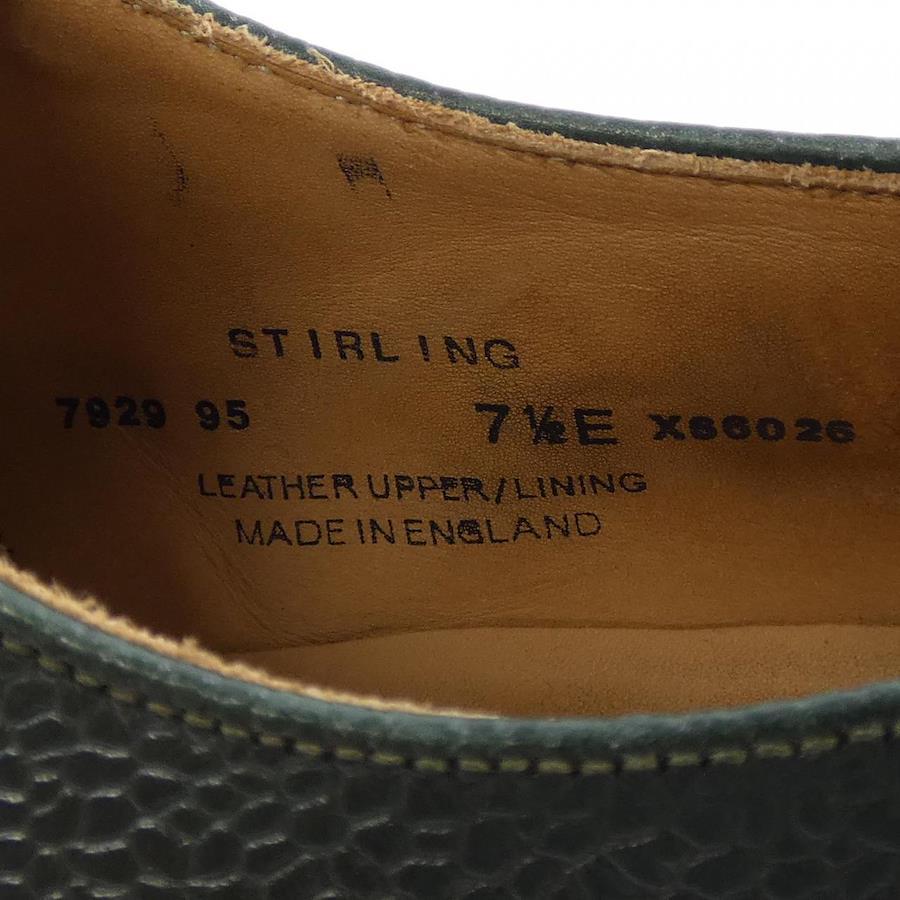 STIRLING
7929 95 7½E X86026
LEATHER UPPER/LINING
MADE IN ENGLAND